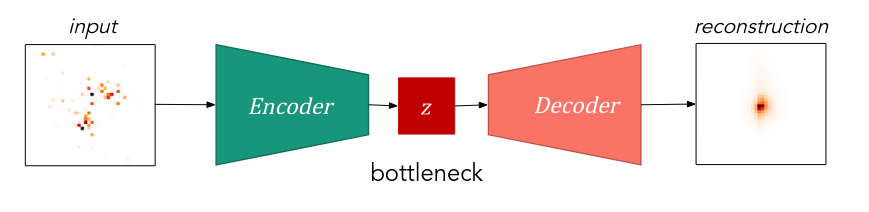 input
reconstruction
Encoder
z
Decoder
bottleneck